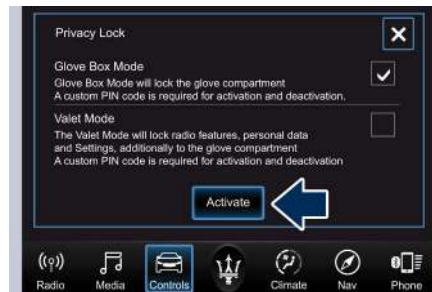 Privacy Lock
Glove Box Mode
Glove Box Mode will lock the glove compartment
A custom PIN code is required for activation and deactivation.
Valet Mode
The Valet Mode will lock radio features, personal data
and Settings, additionally to the glove compartment
A custom PIN code is required for activation and deactivation
Activate
Radio Media Controls Climate Nav Phone